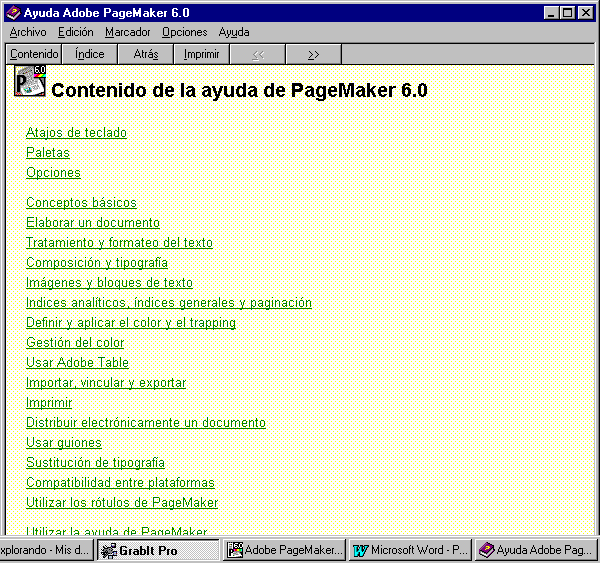 Ayuda Adobe PageMaker 6.0
Archivo Edición Marcador Opciones Ayuda
Contenido Índice Atrás Imprimir << >>
6.0
Contenido de la ayuda de PageMaker 6.0
Atajos de teclado
Paletas
Opciones
Conceptos básicos
Elaborar un documento
Tratamiento y formateo del texto
Composición y tipografía
Imágenes y bloques de texto
Indices analíticos, índices generales y paginación
Definir y aplicar el color y el trapping
Gestión del color
Usar Adobe Table
Importar, vincular y exportar
Imprimir
Distribuir electrónicamente un documento
Usar guiones
Sustitución de tipografía
Compatibilidad entre plataformas
Utilizar los rótulos de PageMaker
Utilizar la ayuda de PageMaker
xplorando - Mis d... GrabIt Pro Adobe PageMaker... Microsoft Word - P... Ayuda Adobe Pag...